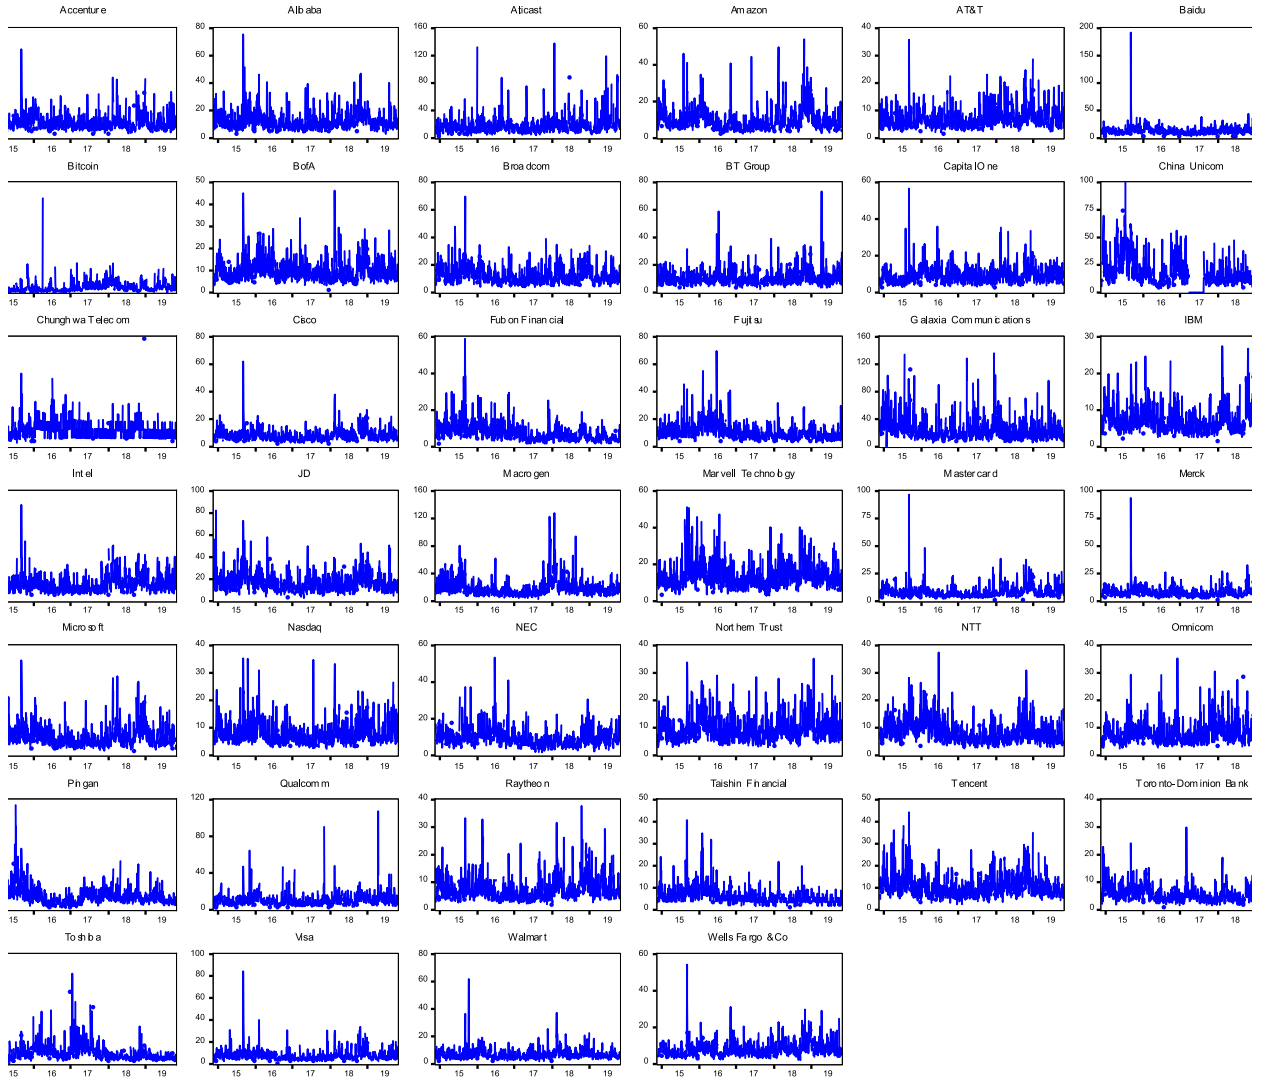 Accenture
15 16 17 18 19
Alibaba
80
60
40
20
0
15 16 17 18 19
Alticast
160
120
80
40
0
15 16 17 18 19
Amazon
60
40
20
0
15 16 17 18 19
AT&T
40
30
20
10
0
15 16 17 18 19
Baidu
200
150
100
50
0
15 16 17 18
Bitcoin
15 16 17 18 19
BofA
50
40
30
20
10
0
15 16 17 18 19
Broadcom
80
60
40
20
0
15 16 17 18 19
BT Group
80
60
40
20
0
15 16 17 18 19
CapitalOne
60
40
20
0
15 16 17 18 19
China Unicom
100
75
50
25
0
15 16 17 18
Chunghwa Telecom
15 16 17 18 19
Cisco
80
60
40
20
0
15 16 17 18 19
Fubon Financial
60
40
20
0
15 16 17 18 19
Fujitsu
80
60
40
20
0
15 16 17 18 19
Galaxia Communications
160
140
120
100
80
60
40
20
0
15 16 17 18 19
IBM
30
20
10
0
15 16 17 18
Intel
15 16 17 18 19
JD
100
80
60
40
20
0
15 16 17 18 19
Macrogen
160
120
80
40
0
15 16 17 18 19
Marvell Technology
60
40
20
0
15 16 17 18 19
Mastercard
100
75
50
25
0
15 16 17 18 19
Merck
100
75
50
25
0
15 16 17 18
Microsoft
15 16 17 18 19
Nasdaq
40
30
20
10
0
15 16 17 18 19
NEC
60
40
20
0
15 16 17 18 19
Northern Trust
40
30
20
10
0
15 16 17 18 19
NTT
40
30
20
10
0
15 16 17 18 19
Omnicom
40
30
20
10
0
15 16 17 18
Pingan
15 16 17 18 19
Qualcomm
120
80
40
0
15 16 17 18 19
Raytheon
40
30
20
10
0
15 16 17 18 19
Taishin Financial
50
40
30
20
10
0
15 16 17 18 19
Tencent
50
40
30
20
10
0
15 16 17 18 19
Toronto-Dominion Bank
40
30
20
10
0
15 16 17 18
Toshiba
15 16 17 18 19
Visa
100
80
60
40
20
0
15 16 17 18 19
Walmart
80
60
40
20
0
15 16 17 18 19
Wells Fargo & Co
60
40
20
0
15 16 17 18 19